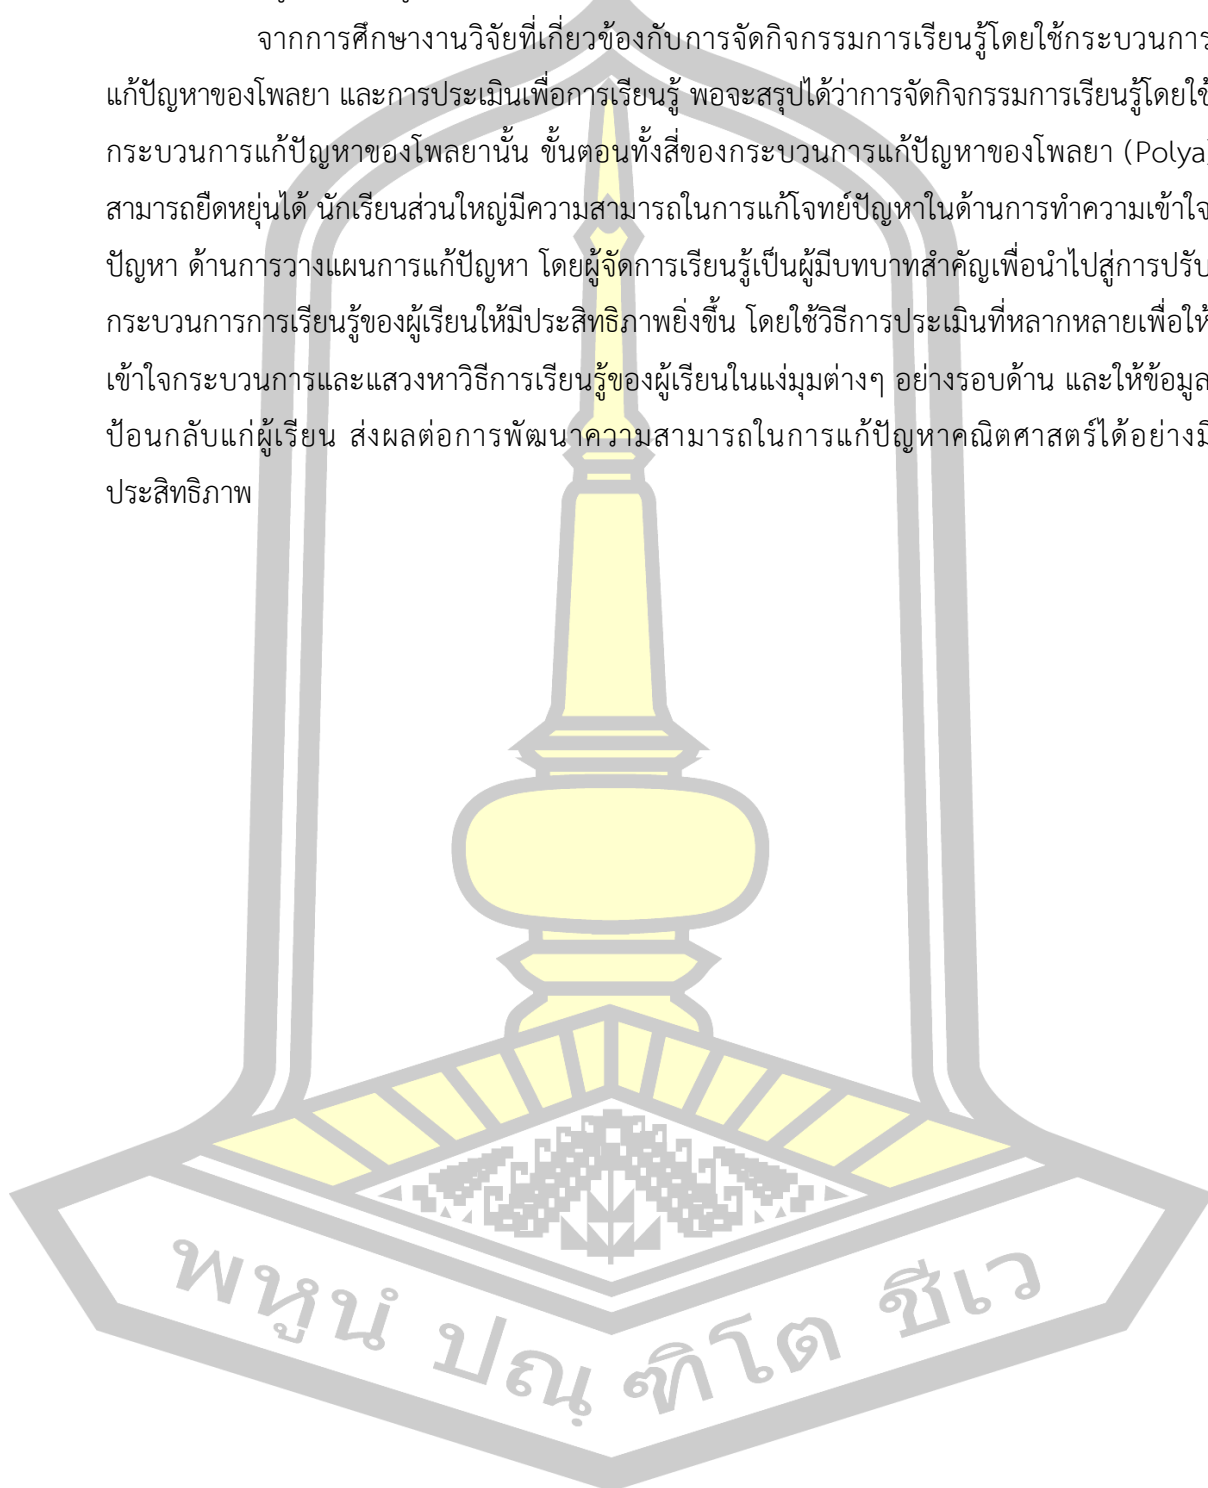 จากการศึกษางานวิจัยที่เกี่ยวข้องกับการจัดกิจกรรมการเรียนรู้โดยใช้กระบวนการ
แก้ปัญหาของโพลยา และการประเมินเพื่อการเรียนรู้ พอจะสรุปได้ว่าการจัดกิจกรรมการเรียนรู้โดยใช้
กระบวนการแก้ปัญหาของโพลยานั้น ขั้นตอนทั้งสี่ของกระบวนการแก้ปัญหาของโพลยา (Polya)
สามารถยืดหยุ่นได้ นักเรียนส่วนใหญ่มีความสามารถในการแก้โจทย์ปัญหาในด้านการทำความเข้าใจ
ปัญหา ด้านการวางแผนการแก้ปัญหา โดยผู้จัดการเรียนรู้เป็นผู้มีบทบาทสำคัญเพื่อนำไปสู่การปรับ
กระบวนการการเรียนรู้ของผู้เรียนให้มีประสิทธิภาพยิ่งขึ้น โดยใช้วิธีการประเมินที่หลากหลายเพื่อให้
เข้าใจกระบวนการและแสวงหาวิธีการเรียนรู้ของผู้เรียนในแง่มุมต่างๆ อย่างรอบด้าน และให้ข้อมูล
ป้อนกลับแก่ผู้เรียน ส่งผลต่อการพัฒนาความสามารถในการแก้ปัญหาคณิตศาสตร์ได้อย่างมี
ประสิทธิภาพ
พหูนํ ปณฺฑิโต ชีเว